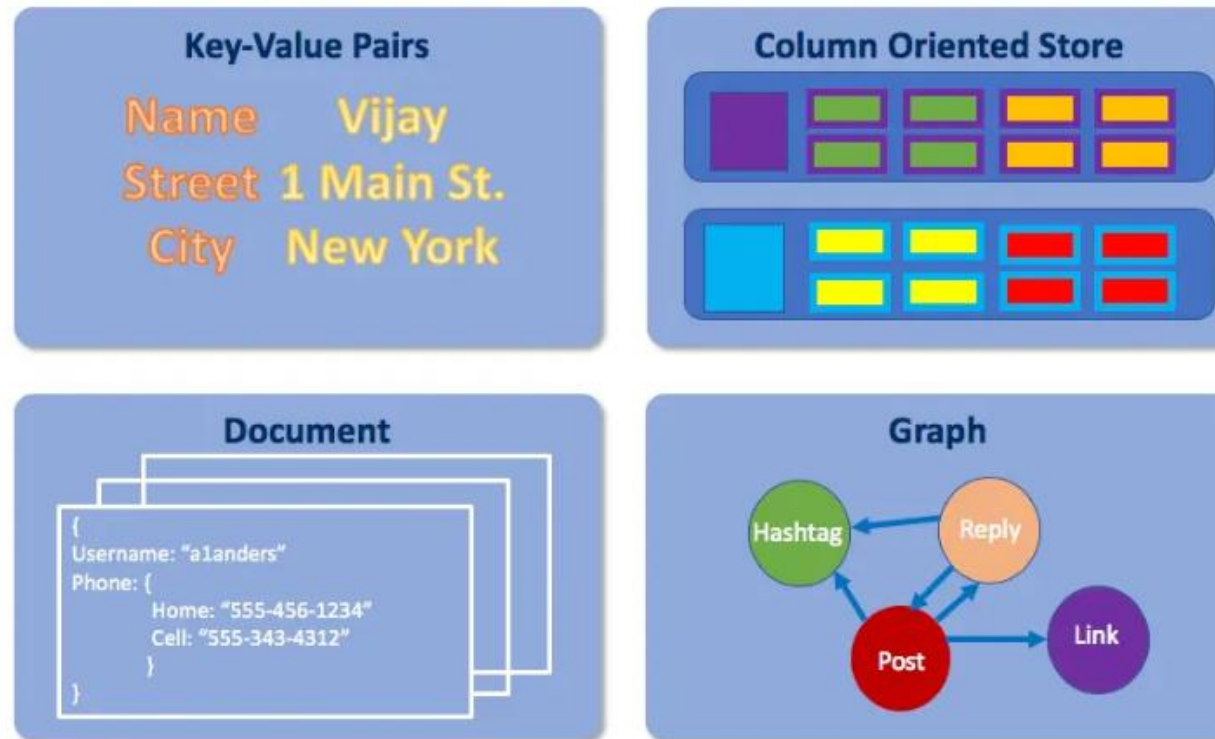 Key-Value Pairs
Name Vijay
Street 1 Main St.
City New York
Column Oriented Store
Document
{
Username: “a1anders”
Phone: {
Home: “555-456-1234”
Cell: “555-343-4312”
}
}
Graph
Hashtag
Reply
Post
Link